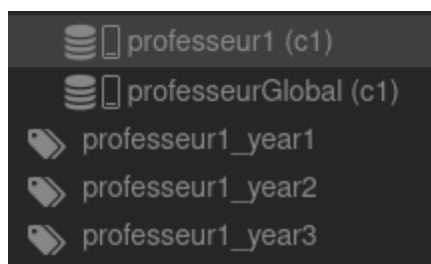 professeur1 (c1)
professeurGlobal (c1)
professeur1_year1
professeur1_year2
professeur1_year3